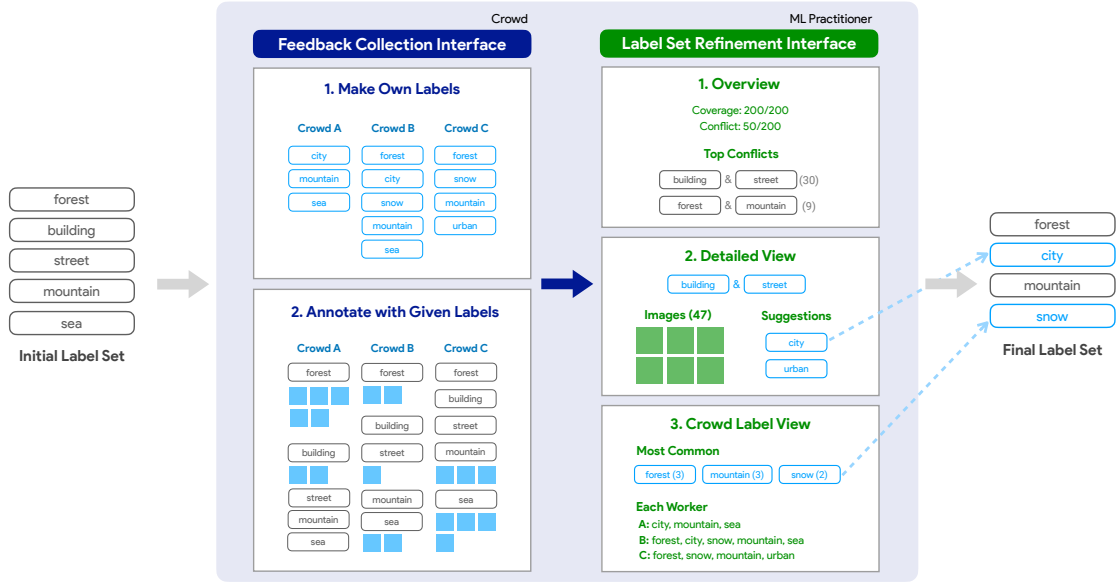 forest
building
street
mountain
sea
Initial Label Set
Crowd
Feedback Collection Interface
1. Make Own Labels
Crowd A
Crowd B
Crowd C
city
forest
forest
mountain
city
snow
sea
snow
mountain
mountain
urban
sea
2. Annotate with Given Labels
Crowd A
Crowd B
Crowd C
forest
forest
forest
building
building
street
building
street
mountain
street
mountain
sea
mountain
sea
sea
ML Practitioner
Label Set Refinement Interface
1. Overview
Coverage: 200/200
Conflict: 50/200
Top Conflicts
building & street (30)
forest & mountain (9)
2. Detailed View
building & street
Images (47)
Suggestions
city
urban
3. Crowd Label View
Most Common
forest (3)
mountain (3)
snow (2)
Each Worker
A: city, mountain, sea
B: forest, city, snow, mountain, sea
C: forest, snow, mountain, urban
forest
city
mountain
snow
Final Label Set